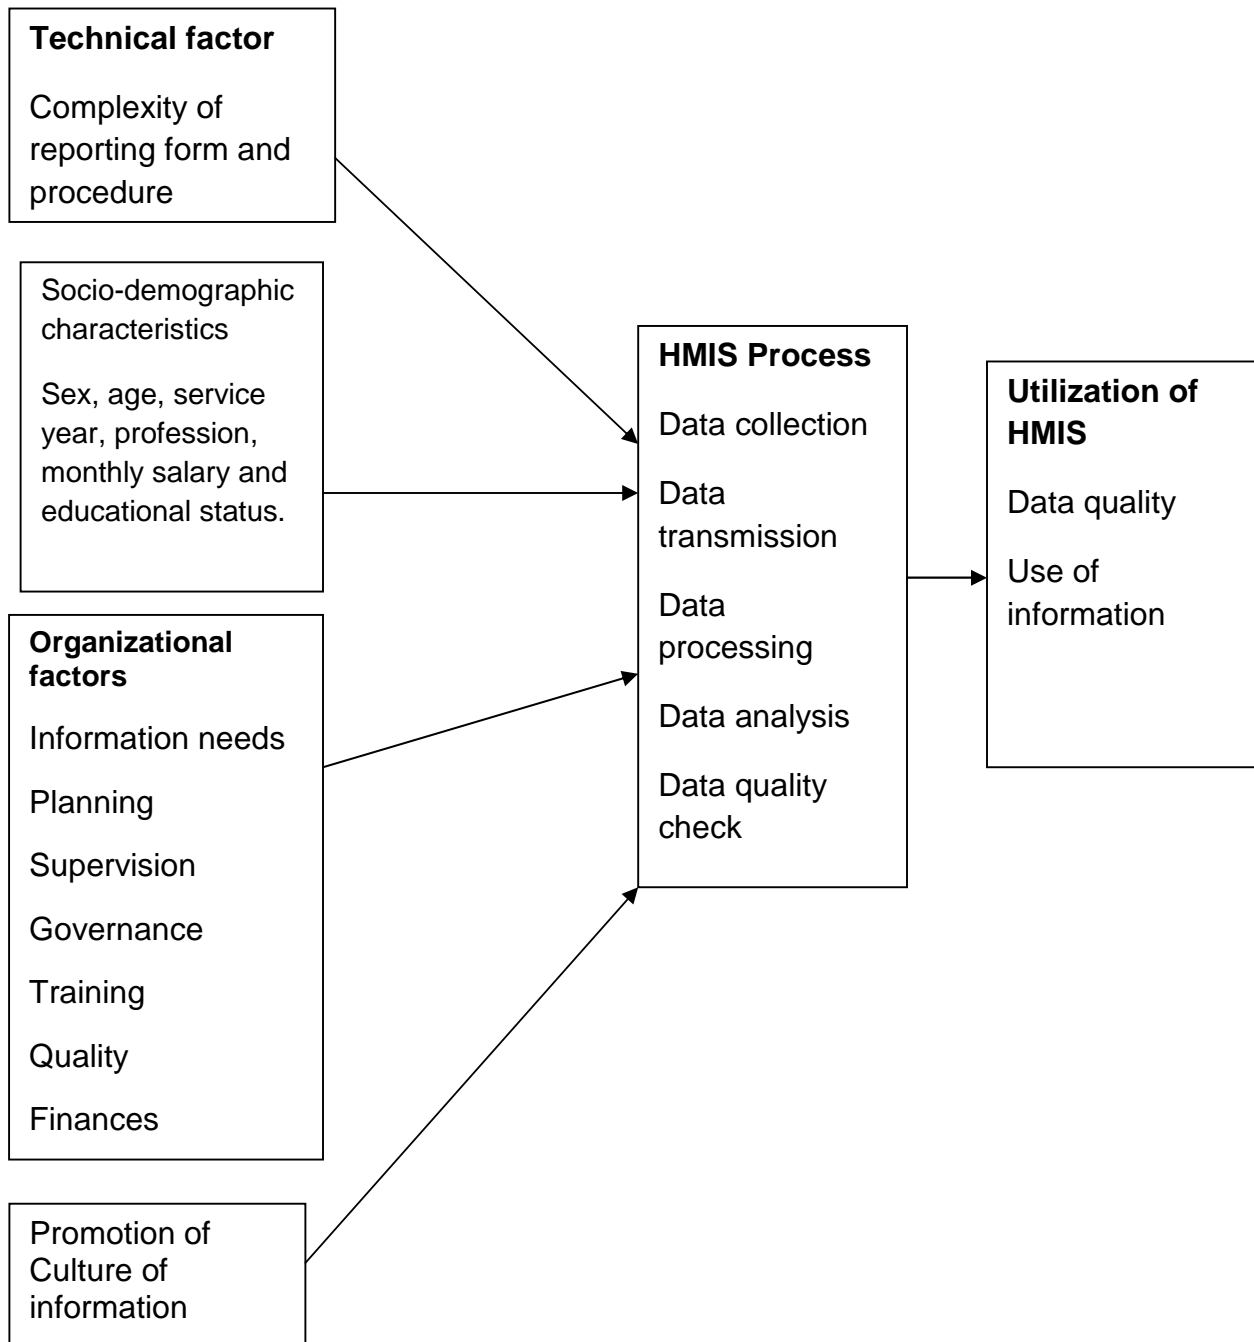 Technical factor
Complexity of
reporting form and
procedure
Socio-demographic
characteristics
Sex, age, service
year, profession,
monthly salary and
educational status.
Organizational
factors
Information needs
Planning
Supervision
Governance
Training
Quality
Finances
Promotion of
Culture of
information
HMIS Process
Data collection
Data
transmission
Data
processing
Data analysis
Data quality
check
Utilization of
HMIS
Data quality
Use of
information